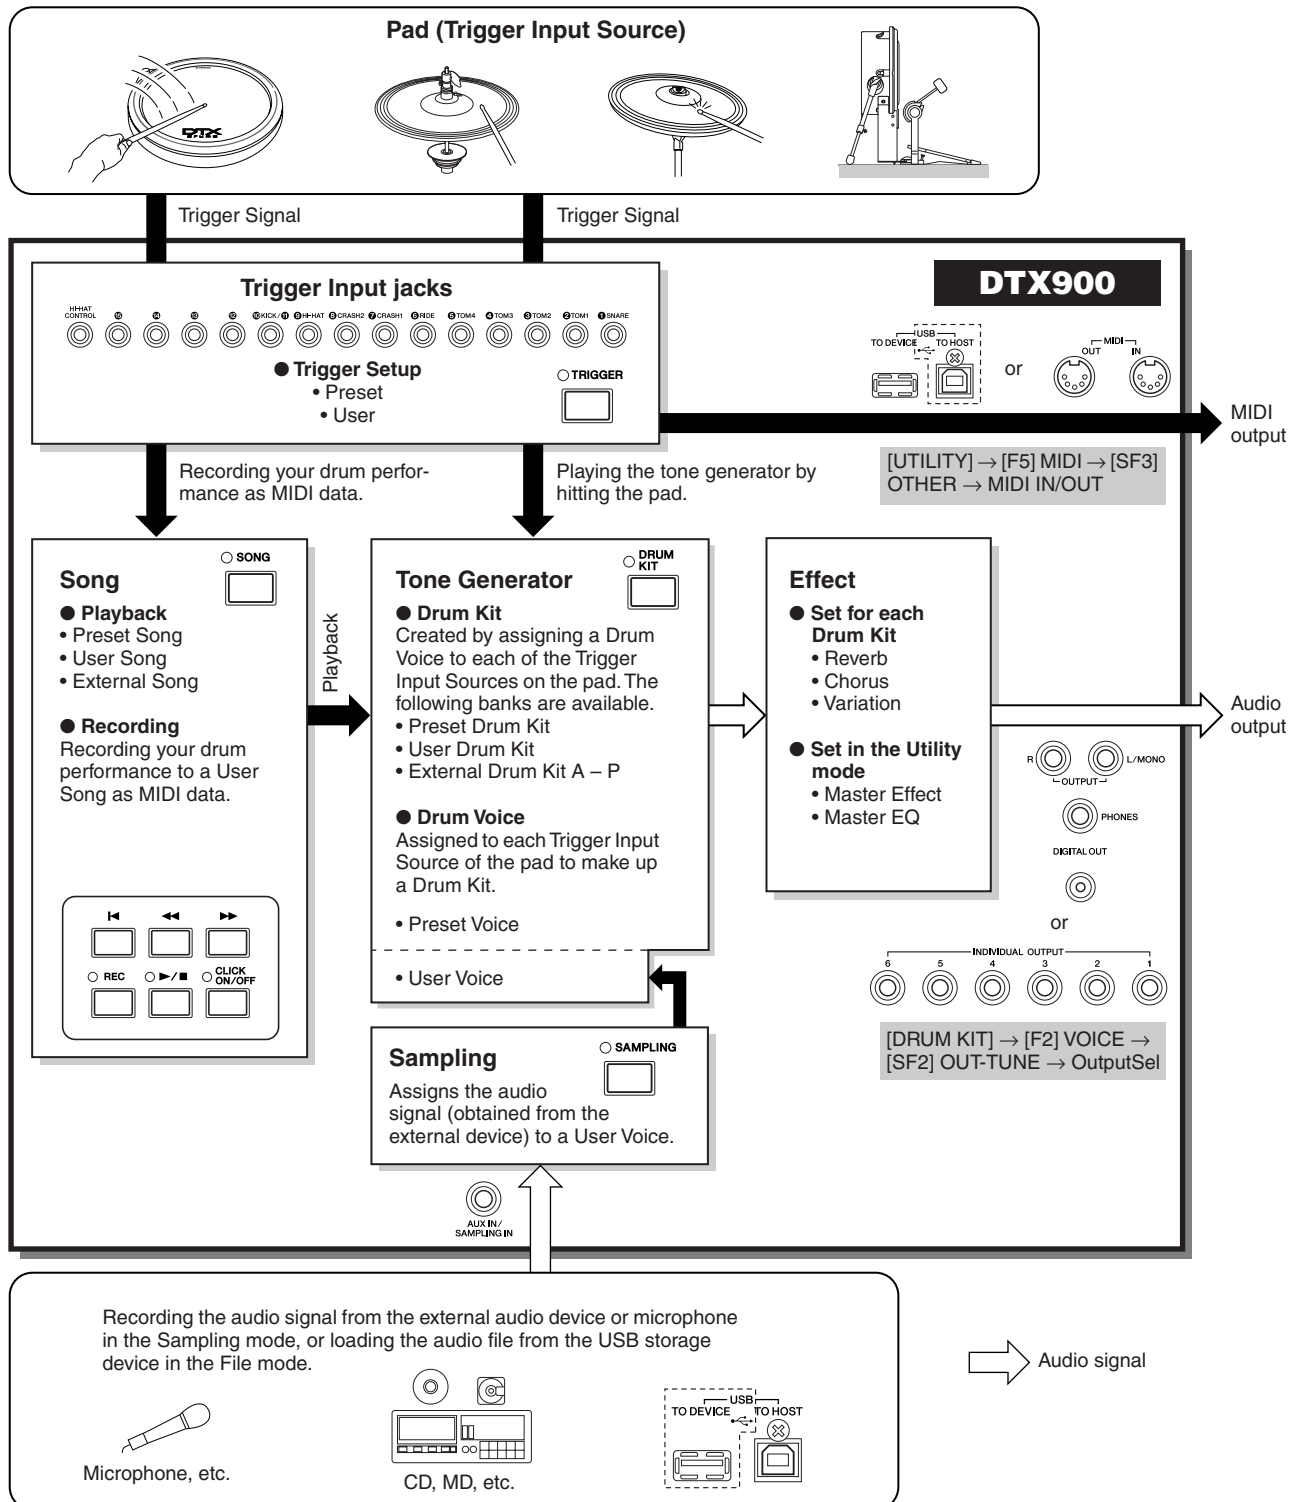 Pad (Trigger Input Source)
DTX
Trigger Signal
Trigger Signal
Trigger Input jacks
DTX900
HI-HAT
CONTROL
⓯
⓮
⓭
⓬
❿KICK/⓫
❾HI-HAT
❽CRASH2
❼CRASH1
❻RIDE
❺TOM4
❹TOM3
❸TOM2
❷TOM1
❶SNARE
● Trigger Setup
• Preset
• User
TRIGGER
USB
TO DEVICE
TO HOST
or
MIDI
OUT
IN
MIDI
output
[UTILITY] → [F5] MIDI → [SF3]
OTHER → MIDI IN/OUT
Recording your drum perfor-
mance as MIDI data.
Playing the tone generator by
hitting the pad.
Song
SONG
● Playback
• Preset Song
• User Song
• External Song
● Recording
Recording your drum
performance to a User
Song as MIDI data.
REC
►/■
CLICK
ON/OFF
Playback
Tone Generator
DRUM
KIT
● Drum Kit
Created by assigning a Drum
Voice to each of the Trigger
Input Sources on the pad. The
following banks are available.
• Preset Drum Kit
• User Drum Kit
• External Drum Kit A – P
● Drum Voice
Assigned to each Trigger Input
Source of the pad to make up
a Drum Kit.
• Preset Voice
• User Voice
Effect
● Set for each
Drum Kit
• Reverb
• Chorus
• Variation
● Set in the Utility
mode
• Master Effect
• Master EQ
Audio
output
R
L/MONO
OUTPUT
PHONES
DIGITAL OUT
or
INDIVIDUAL OUTPUT
6 5 4 3 2 1
[DRUM KIT] → [F2] VOICE →
[SF2] OUT-TUNE → OutputSel
Sampling
SAMPLING
Assigns the audio
signal (obtained from the
external device) to a User Voice.
AUX IN/
SAMPLING IN
Recording the audio signal from the external audio device or microphone
in the Sampling mode, or loading the audio file from the USB storage
device in the File mode.
Microphone, etc.
CD, MD, etc.
USB
TO DEVICE
TO HOST
Audio signal